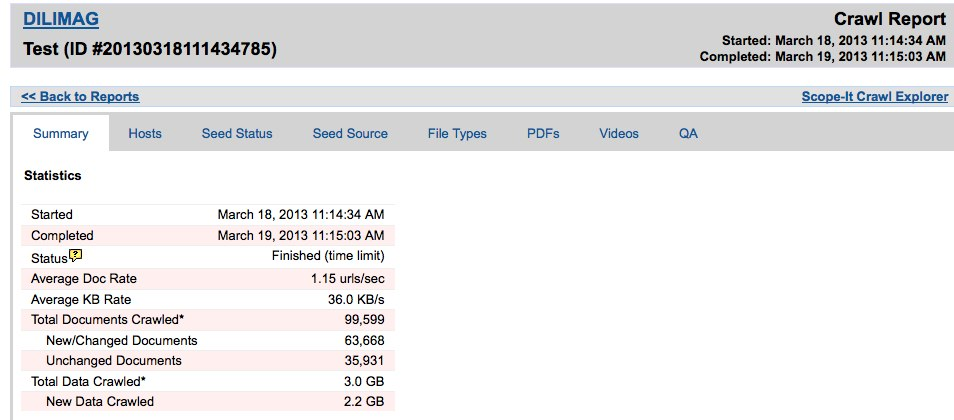 DILIMAG Crawl Report
Test (ID #20130318111434785) Started: March 18, 2013 11:14:34 AM
Completed: March 19, 2013 11:15:03 AM
<< Back to Reports Scope-It Crawl Explorer
Summary Hosts Seed Status Seed Source File Types PDFs Videos QA
Statistics
Started March 18, 2013 11:14:34 AM
Completed March 19, 2013 11:15:03 AM
Status ? Finished (time limit)
Average Doc Rate 1.15 urls/sec
Average KB Rate 36.0 KB/s
Total Documents Crawled* 99,599
New/Changed Documents 63,668
Unchanged Documents 35,931
Total Data Crawled* 3.0 GB
New Data Crawled 2.2 GB